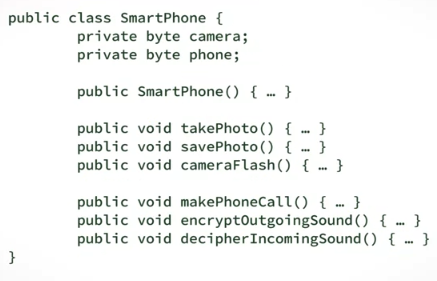 public class SmartPhone {
private byte camera;
private byte phone;
public SmartPhone() { … }
public void takePhoto() { … }
public void savePhoto() { … }
public void cameraFlash() { … }
public void makePhoneCall() { … }
public void encryptOutgoingSound() { … }
public void decipherIncomingSound() { … }
}